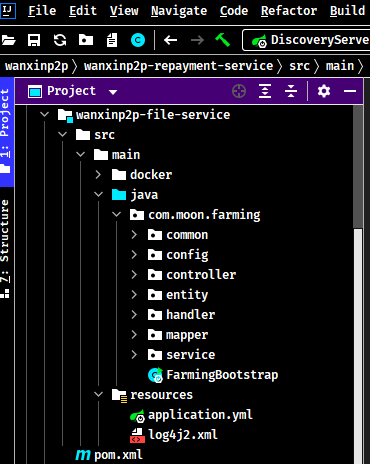 File Edit View Navigate Code Refactor Build
DiscoveryServe
wanxinp2p wanxinp2p-repayment-service src main
1: Project
Project
wanxinp2p-file-service
src
main
docker
java
com.moon.farming
common
config
controller
entity
handler
mapper
service
FarmingBootstrap
resources
application.yml
log4j2.xml
pom.xml
7: Structure